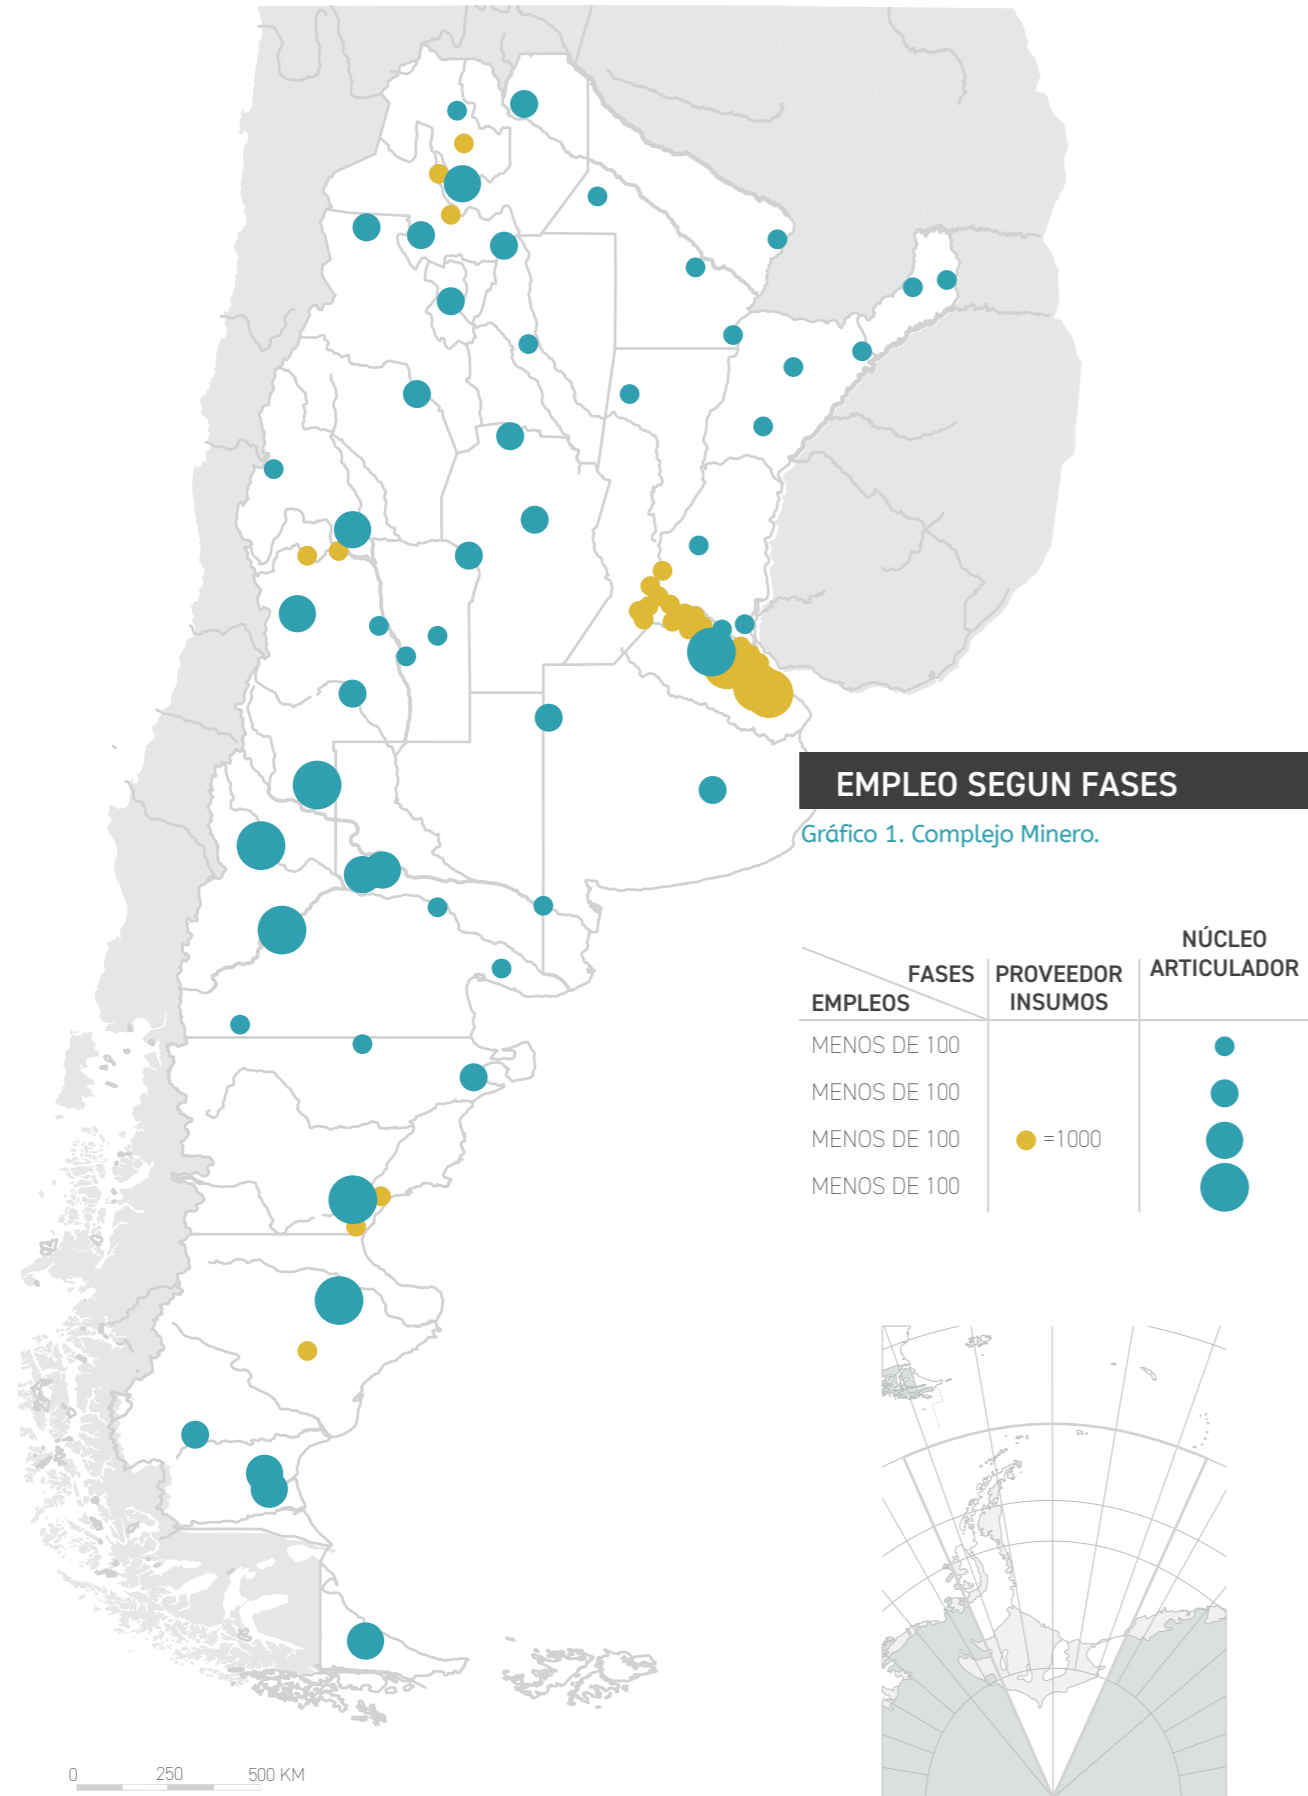 EMPLEO SEGUN FASES
Gráfico 1. Complejo Minero.
FASES
EMPLEOS
PROVEEDOR
INSUMOS
NÚCLEO
ARTICULADOR
MENOS DE 100
MENOS DE 100
MENOS DE 100
=1000
MENOS DE 100
0 250 500 KM